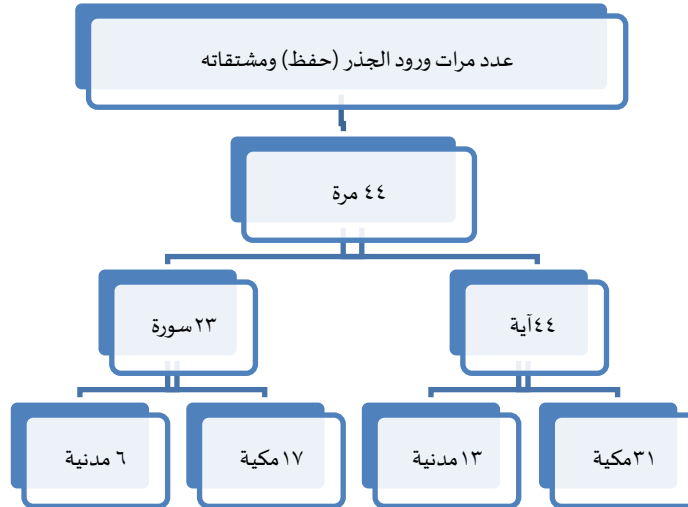 عدد مرات ورود الجذر (حفظ) ومشتقاته
٤٤ مرة
٤٤آية
٢٣سورة
٣١مكية
١٣مدنية
١٧مكية
٦ مدنية